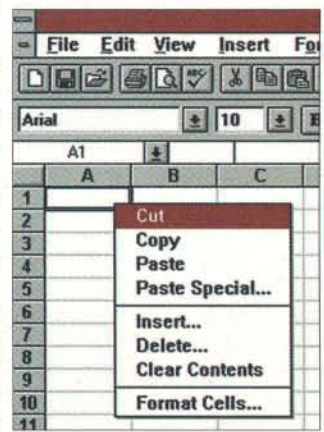 File Edit View Insert Fo
Arial 10 B
A1
A B C
1
2 Cut
3 Copy
4 Paste
5 Paste Special...
6
7 Insert...
8 Delete...
9 Clear Contents
10 Format Cells...
11